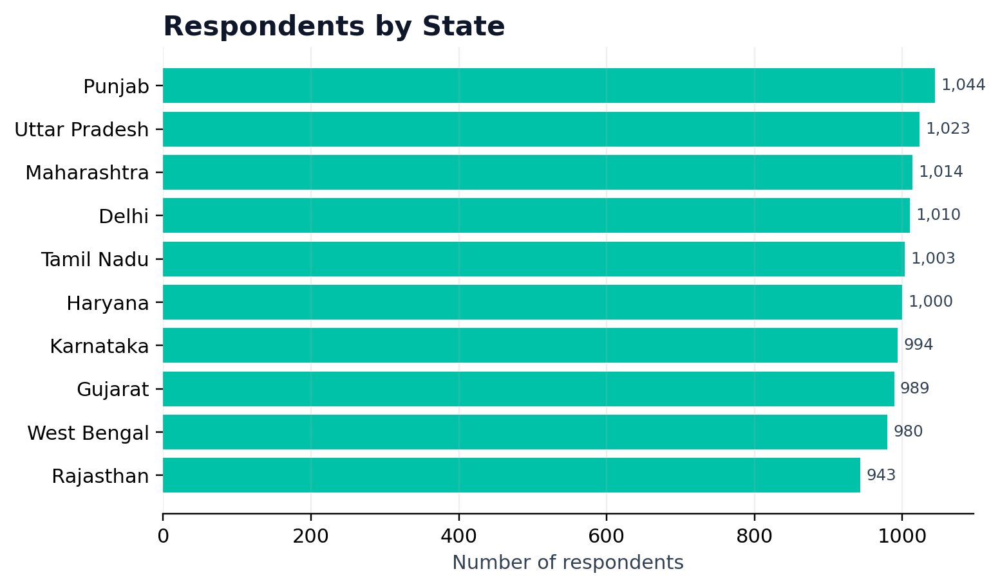 Respondents by State
Punjab 1,044
Uttar Pradesh 1,023
Maharashtra 1,014
Delhi 1,010
Tamil Nadu 1,003
Haryana 1,000
Karnataka 994
Gujarat 989
West Bengal 980
Rajasthan 943
0 200 400 600 800 1000
Number of respondents